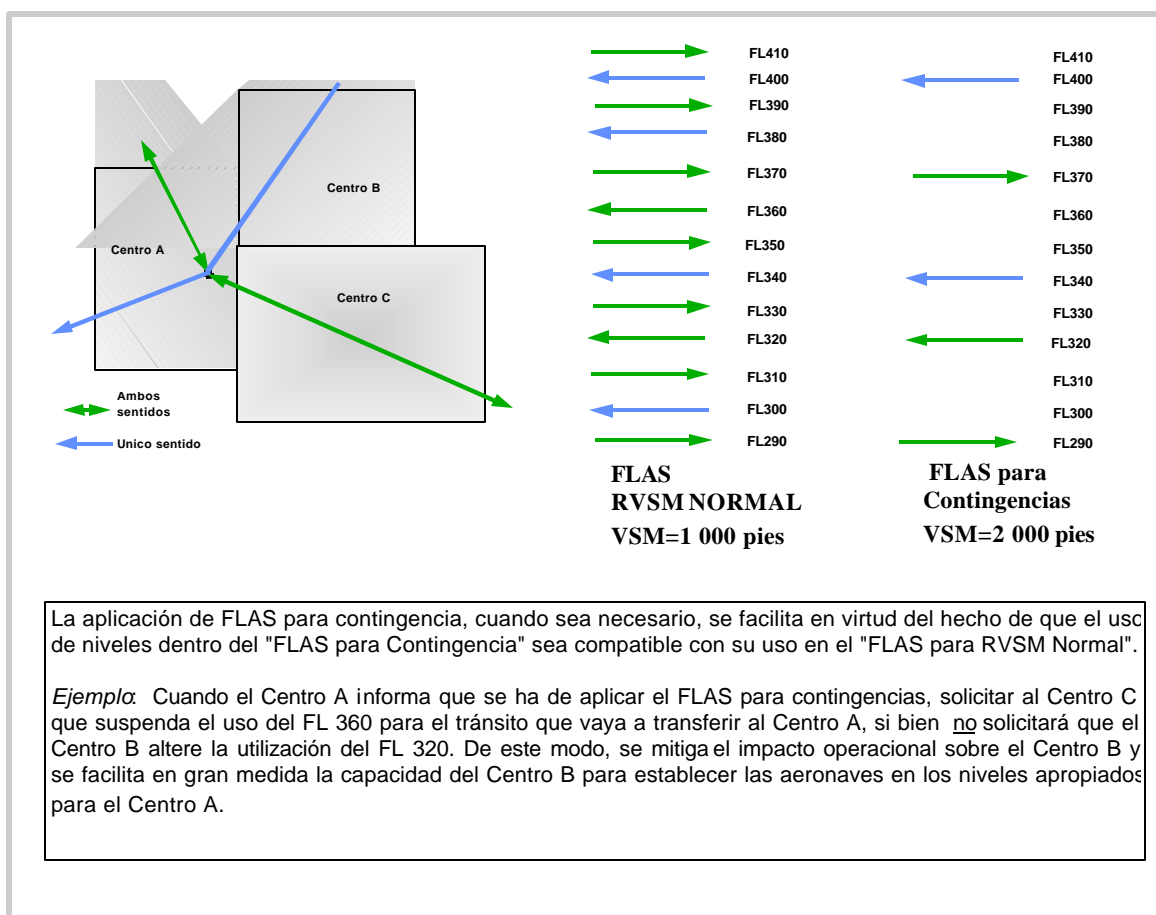 Centro B
Centro A
Centro C
Ambos
sentidos
Unico sentido
FL410
FL400
FL390
FL380
FL370
FL360
FL350
FL340
FL330
FL320
FL310
FL300
FL290
FLAS
RVSM NORMAL
VSM=1 000 pies
FL410
FL400
FL390
FL380
FL370
FL360
FL350
FL340
FL330
FL320
FL310
FL300
FL290
FLAS para
Contingencias
VSM=2 000 pies
La aplicación de FLAS para contingencia, cuando sea necesario, se facilita en virtud del hecho de que el uso
de niveles dentro del "FLAS para Contingencia" sea compatible con su uso en el "FLAS para RVSM Normal".
Ejemplo: Cuando el Centro A informa que se ha de aplicar el FLAS para contingencias, solicitar al Centro C
que suspenda el uso del FL 360 para el tránsito que vaya a transferir al Centro A, si bien no solicitará que el
Centro B altere la utilización del FL 320. De este modo, se mitiga el impacto operacional sobre el Centro B y
se facilita en gran medida la capacidad del Centro B para establecer las aeronaves en los niveles apropiados
para el Centro A.